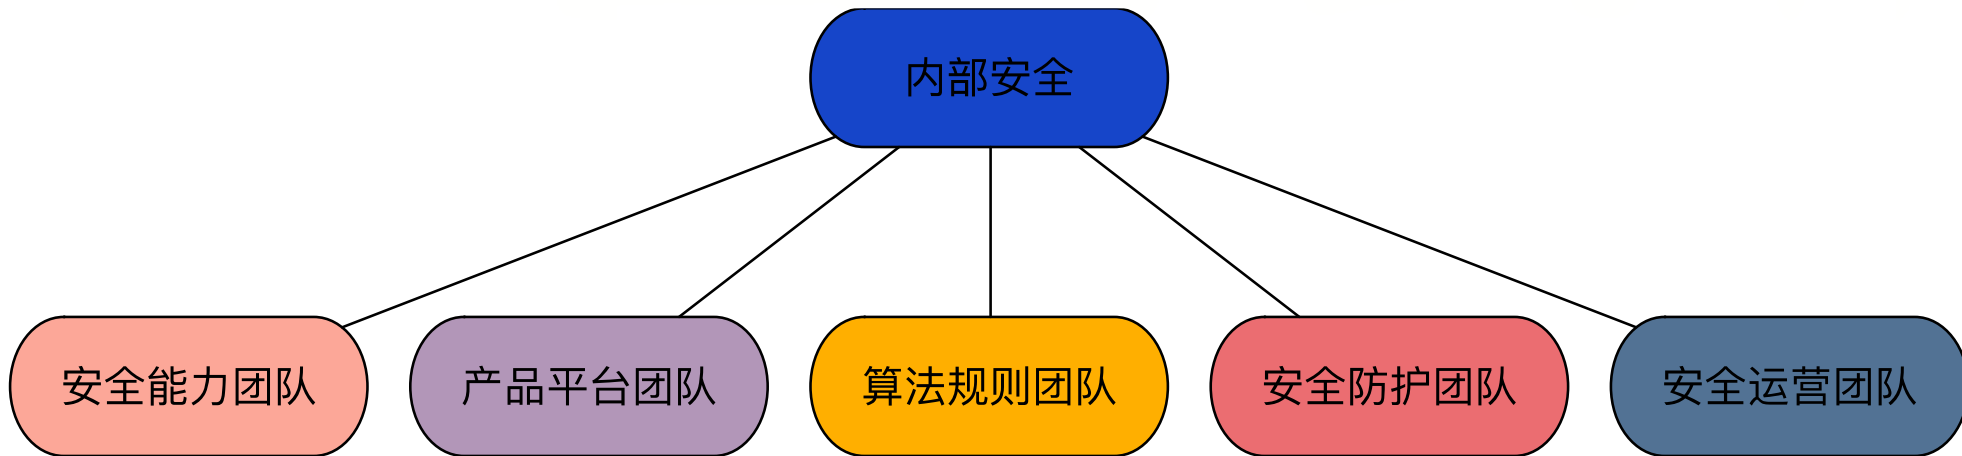 内部安全
安全能力团队
产品平台团队
算法规则团队
安全防护团队
安全运营团队